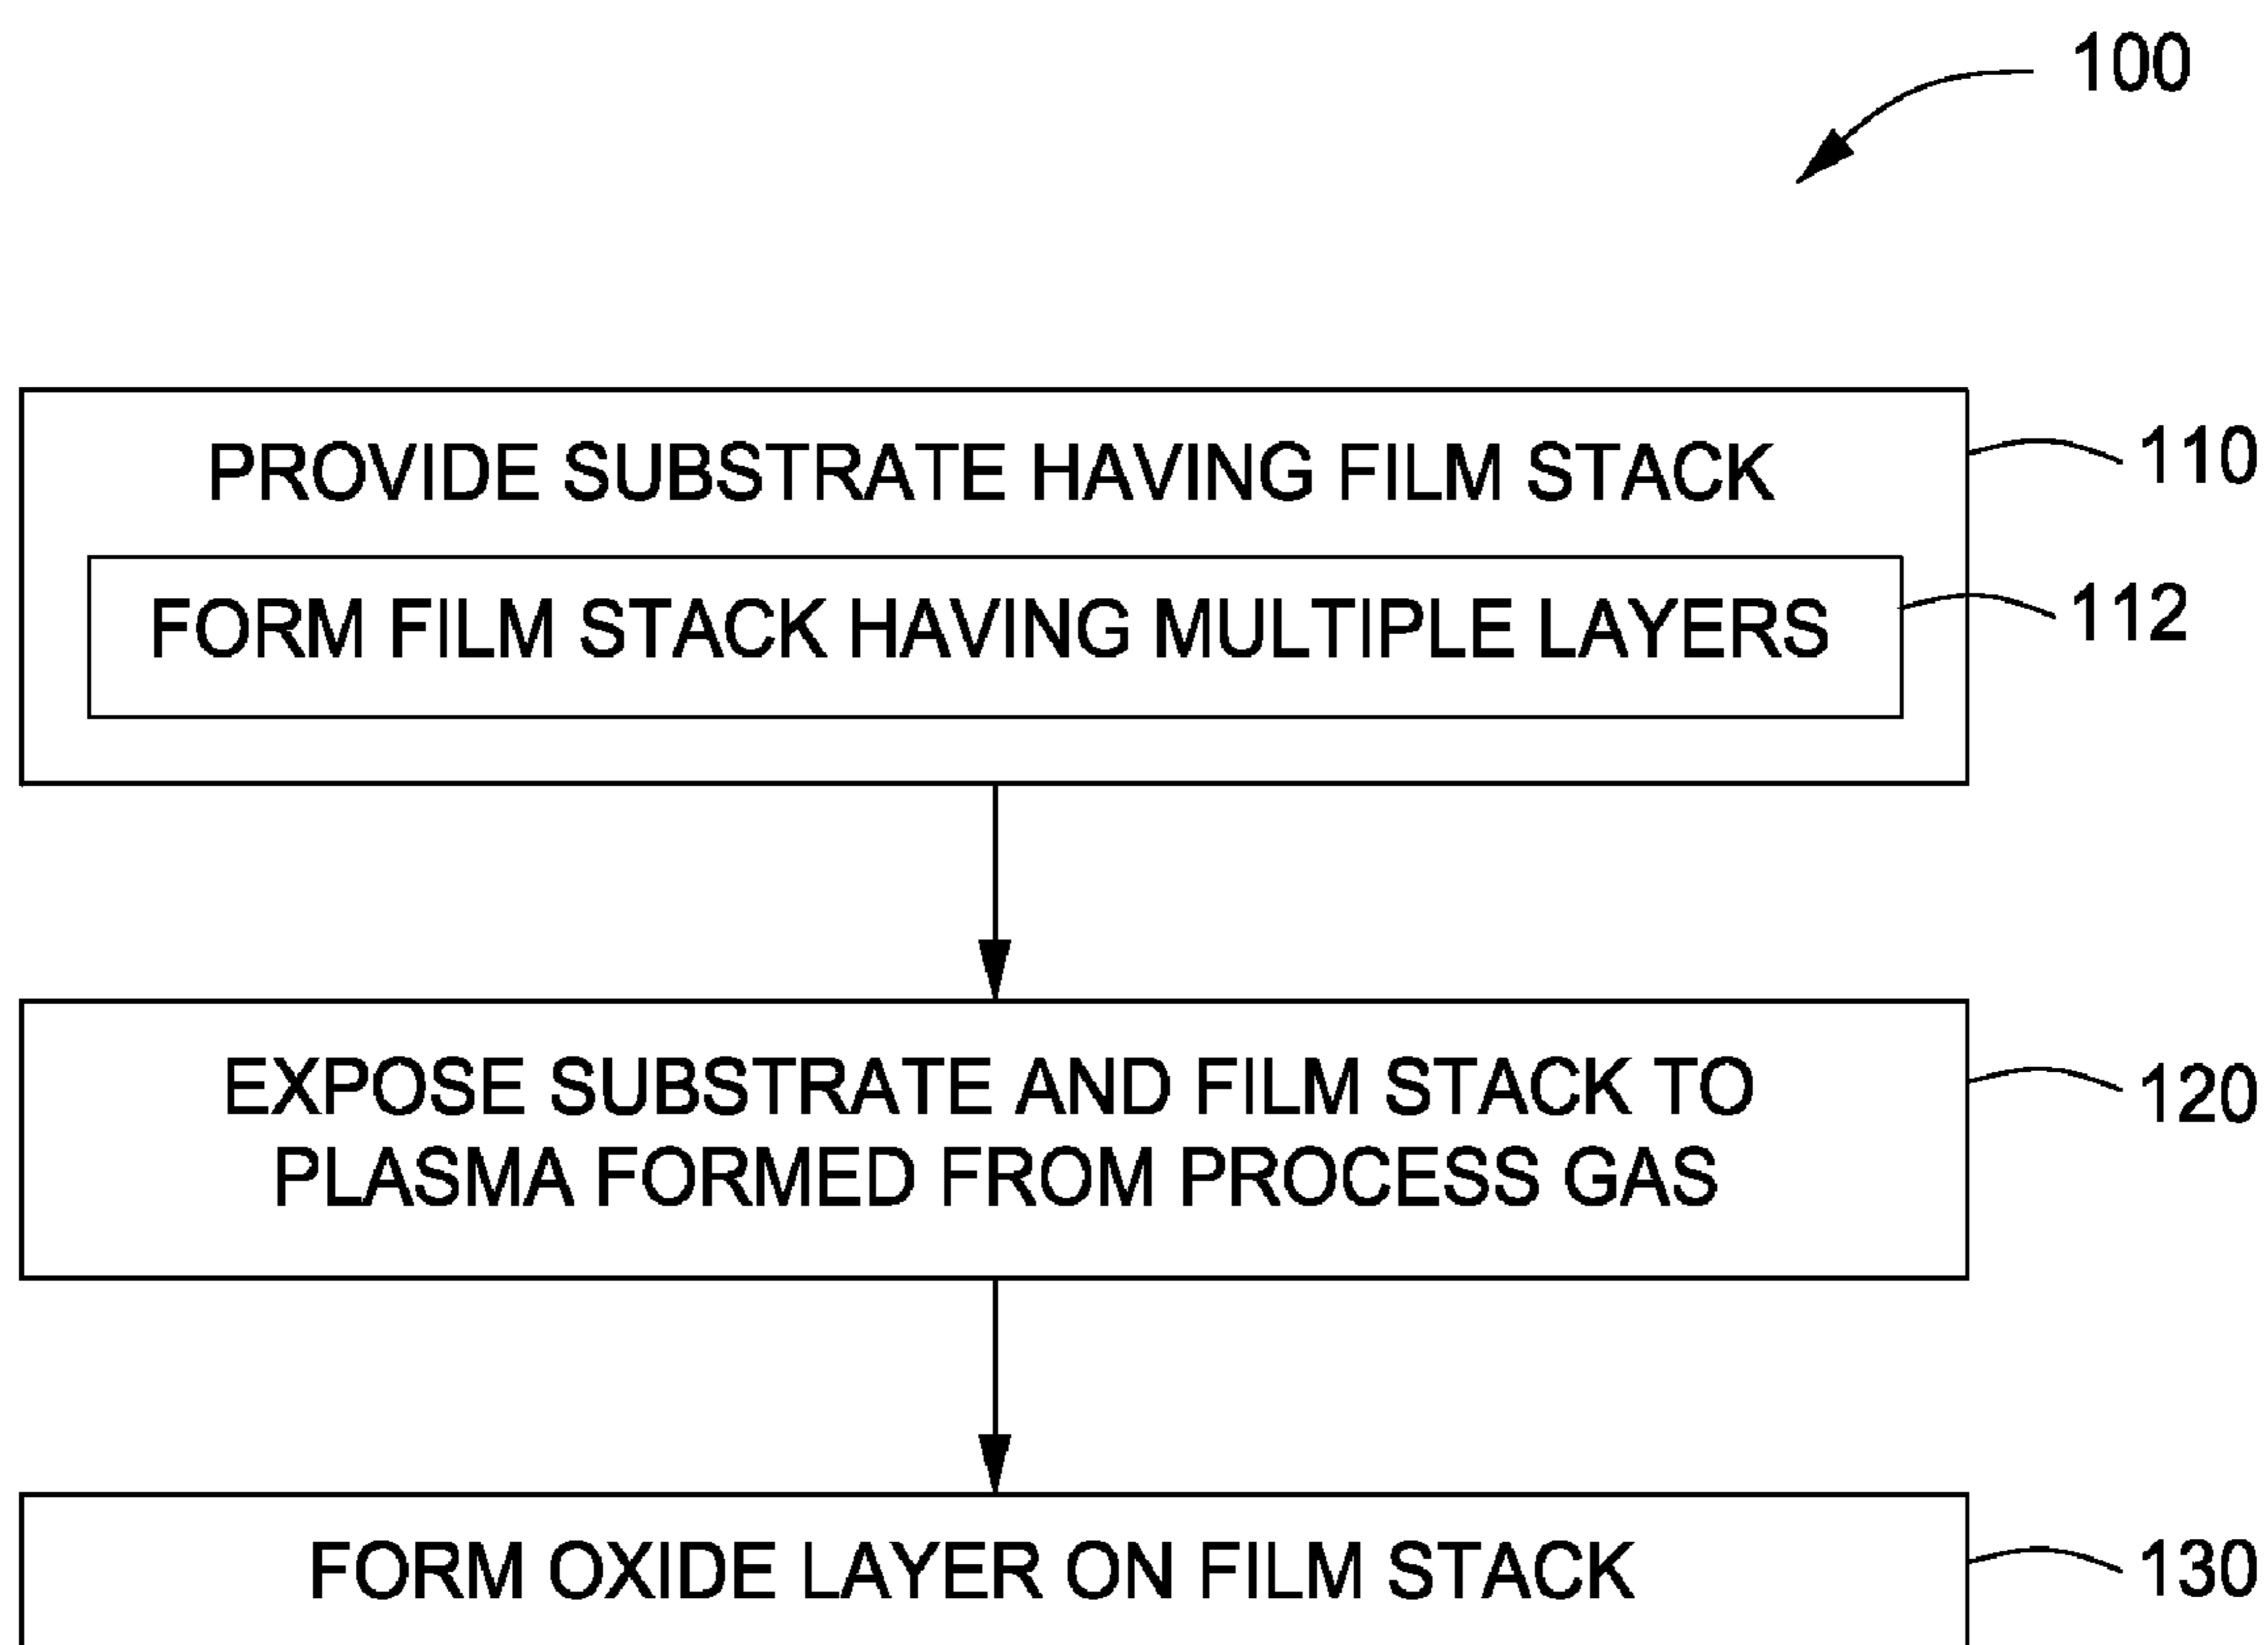 100
PROVIDE SUBSTRATE HAVING FILM STACK
110
FORM FILM STACK HAVING MULTIPLE LAYERS
112
EXPOSE SUBSTRATE AND FILM STACK TO
PLASMA FORMED FROM PROCESS GAS
120
FORM OXIDE LAYER ON FILM STACK
130